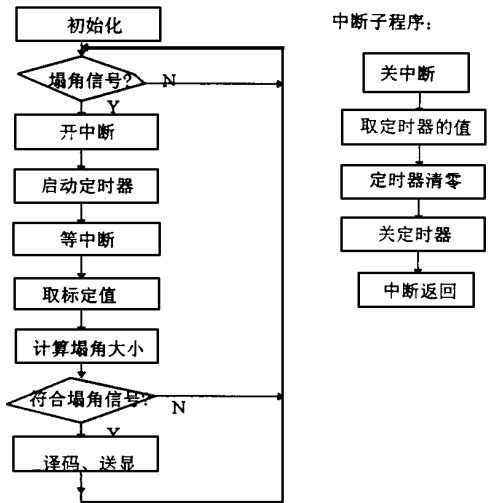 初始化
塌角信号?
N
Y
开中断
启动定时器
等中断
取标定值
计算塌角大小
符合塌角信号?
N
Y
译码、送显
中断子程序:
关中断
取定时器的值
定时器清零
关定时器
中断返回